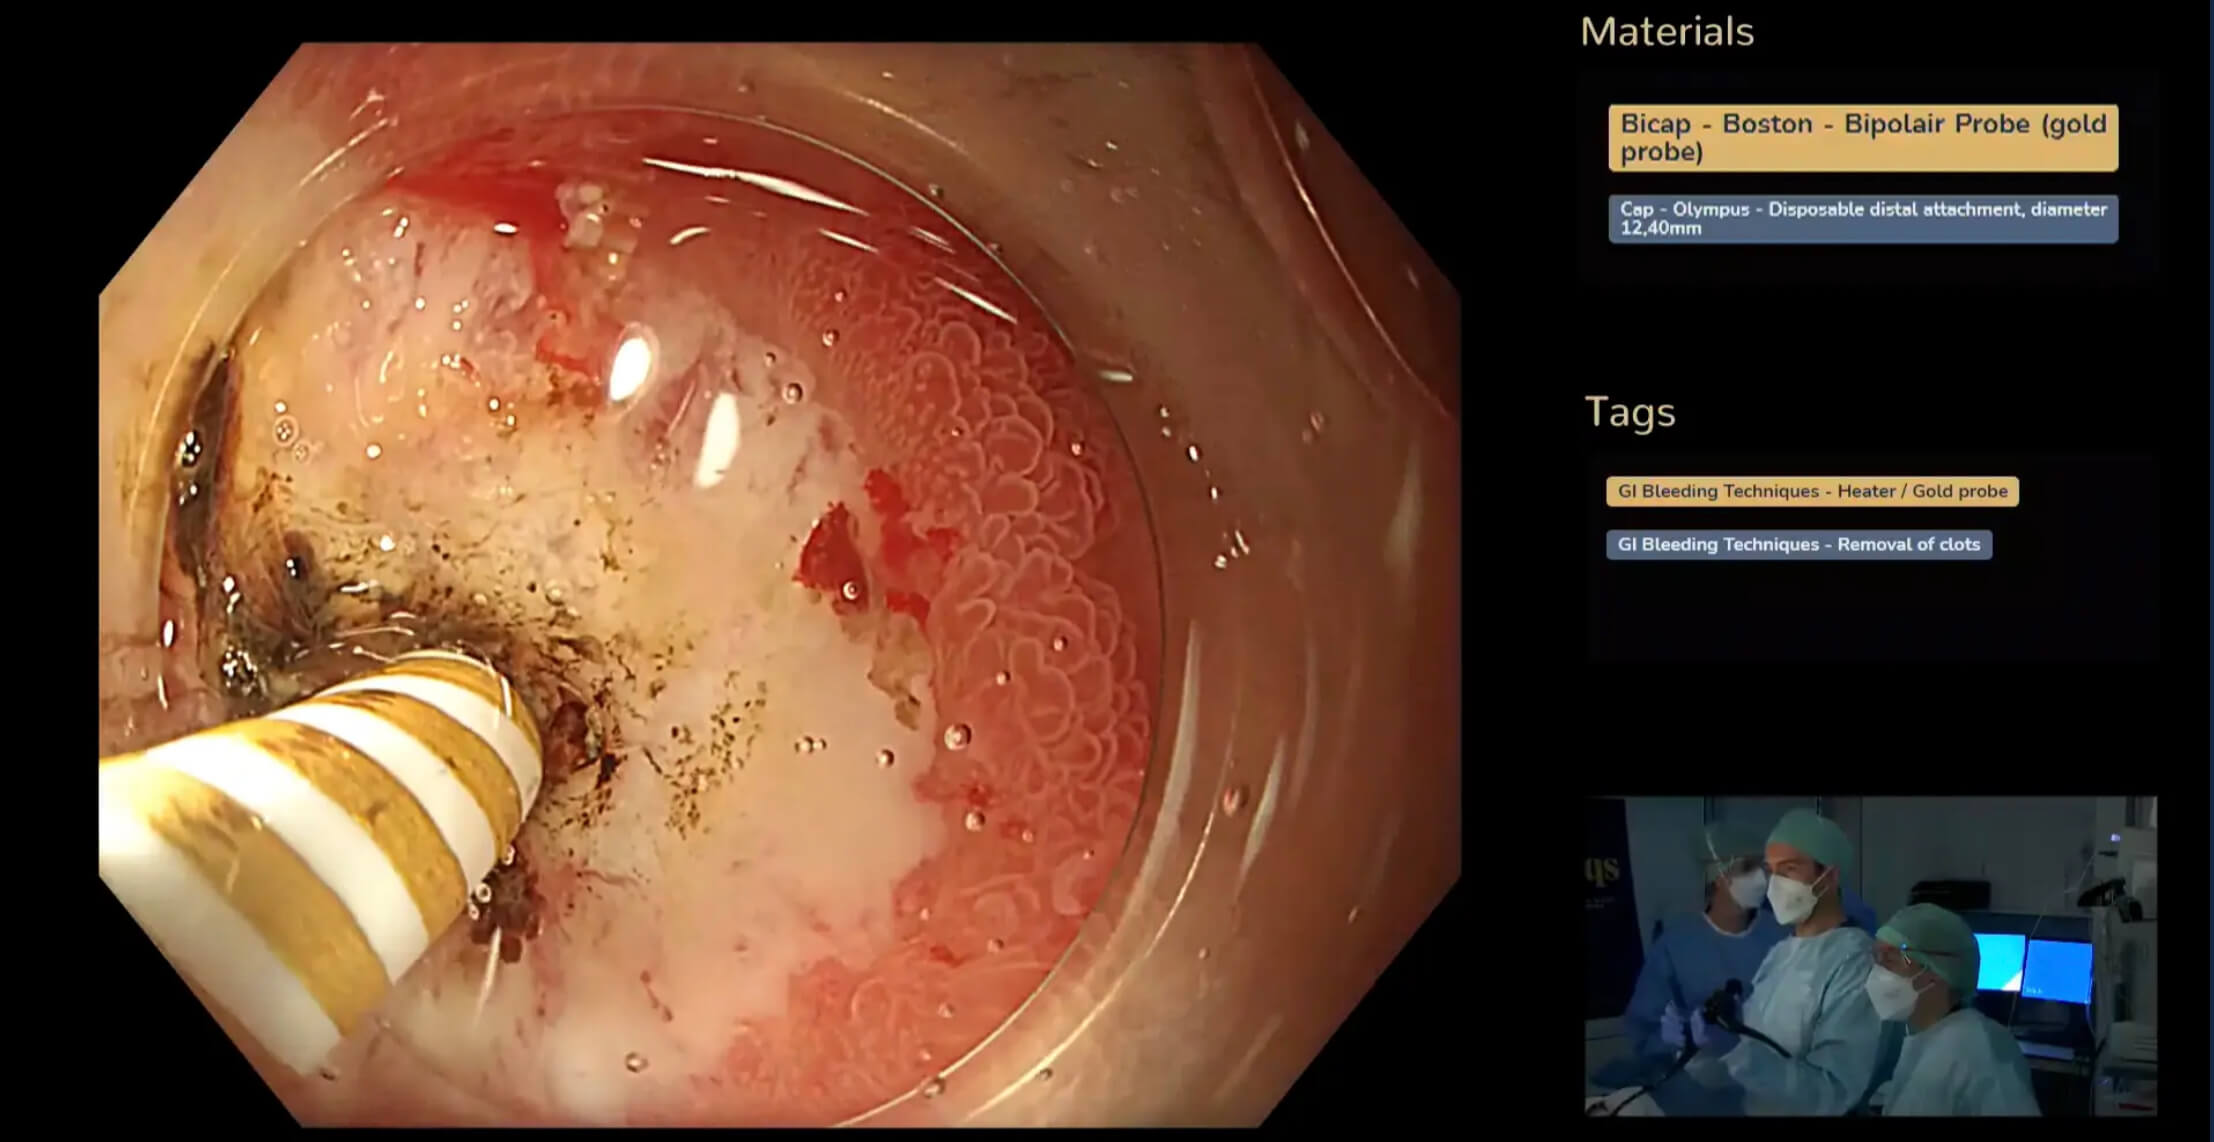 Materials
Bicap - Boston - Bipolair Probe (gold
probe)
Cap - Olympus - Disposable distal attachment, diameter
12,40mm
Tags
GI Bleeding Techniques - Heater / Gold probe
GI Bleeding Techniques - Removal of clots
qs